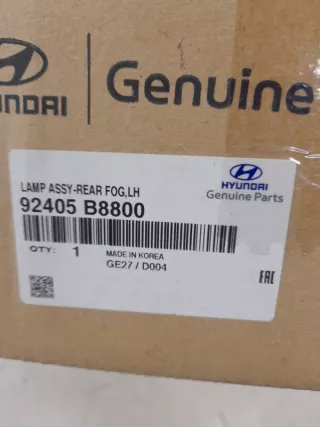 HYUNDAI | Genuine
LAMP ASSY-REAR FOG,LH
92405 B8800
HYUNDAI
Genuine Parts
QTY: 1
MADE IN KOREA
GE27 / D004
EAC